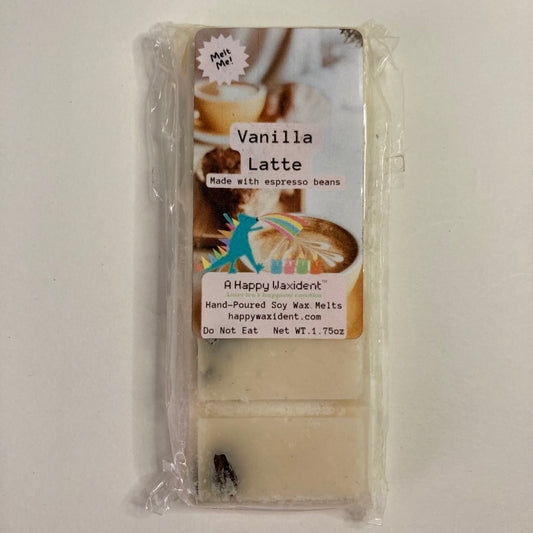 Melt
Me!
Vanilla
Latte
Made with espresso beans
A Happy Waxident™
Hand-Poured Soy Wax Melts
happywaxident.com
Do Not Eat Net WT.1.75oz